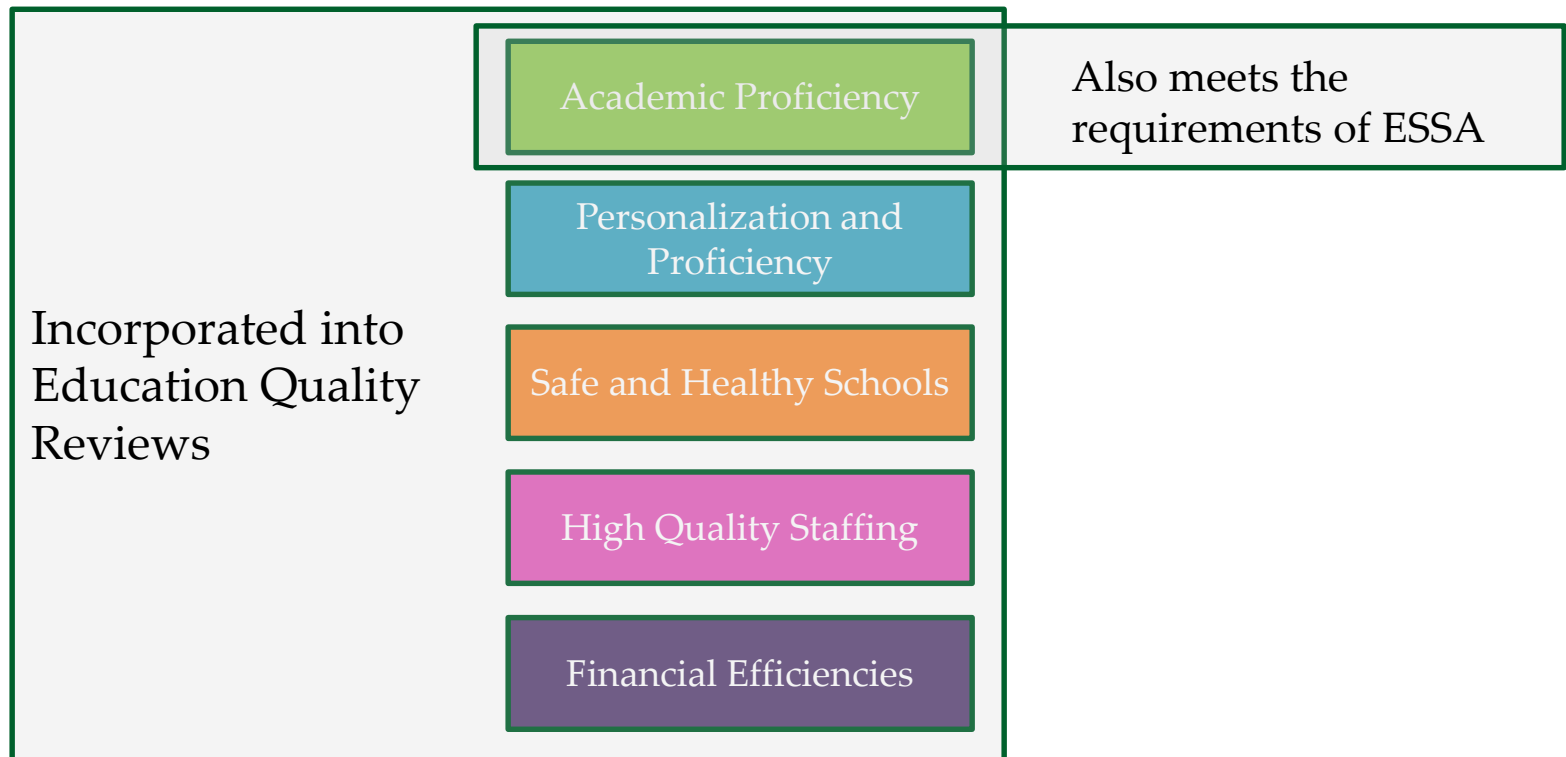 Academic Proficiency
Also meets the
requirements of ESSA
Personalization and
Proficiency
Incorporated into
Education Quality
Reviews
Safe and Healthy Schools
High Quality Staffing
Financial Efficiencies